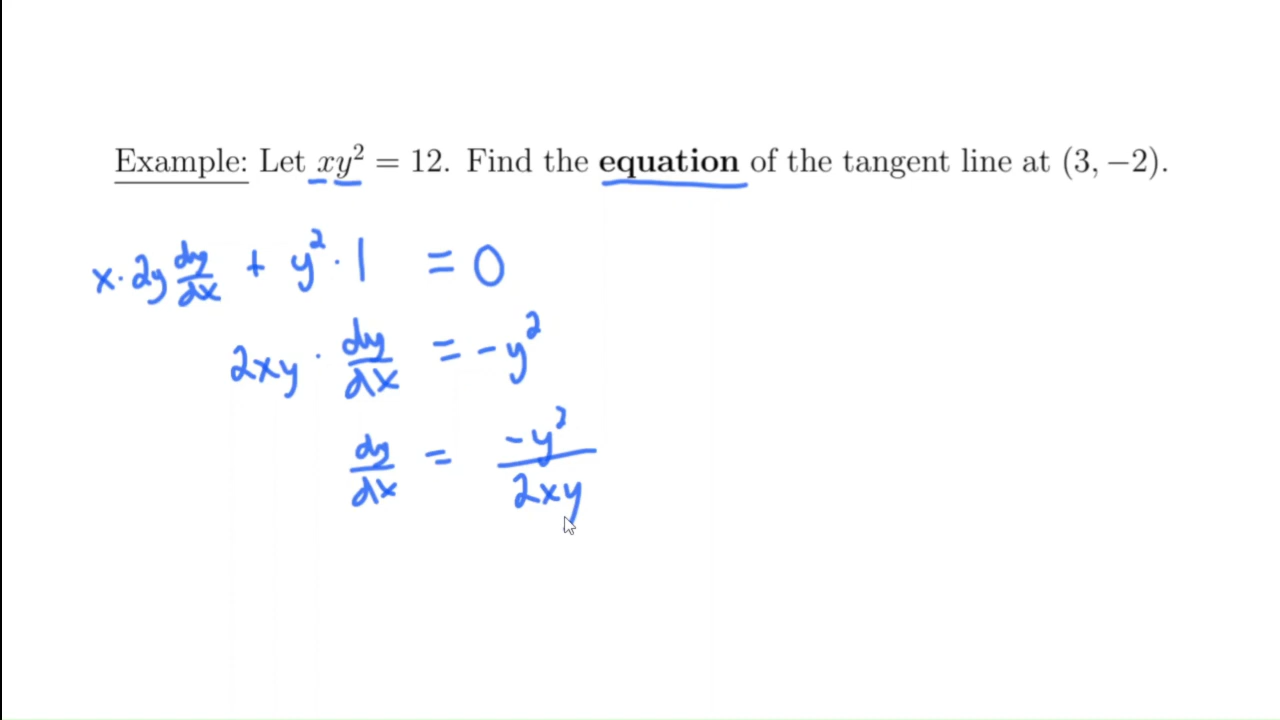 Example: Let xy² = 12. Find the equation of the tangent line at (3, −2).
x · 2y dy/dx + y² · 1 = 0
2xy · dy/dx = -y²
dy/dx = -y²/2xy